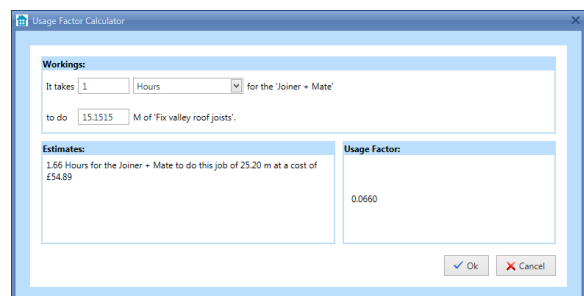 Usage Factor Calculator
Workings:
It takes 1 Hours for the 'Joiner + Mate'
to do 15.1515 M of 'Fix valley roof joists'.
Estimates:
1.66 Hours for the Joiner + Mate to do this job of 25.20 m at a cost of
£54.89
Usage Factor:
0.0660
Ok Cancel